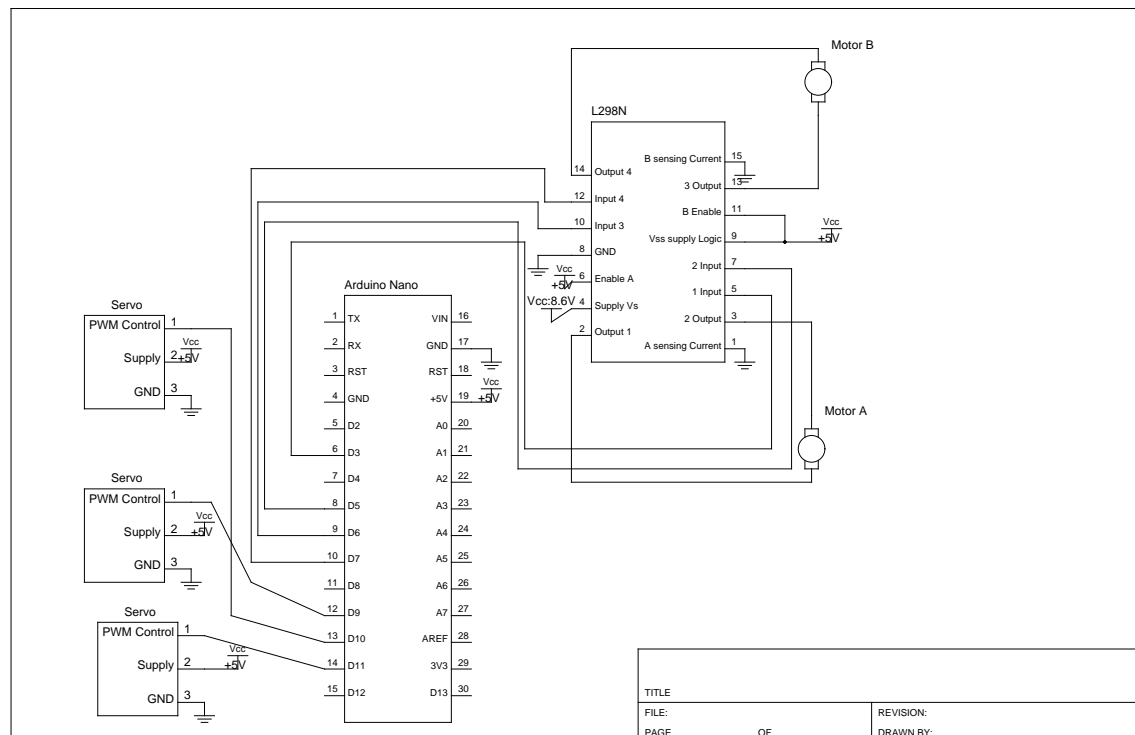 Motor B
L298N
14 Output 4
12 Input 4
10 Input 3
8 GND
6 Enable A
4 Supply Vs
2 Output 1
B sensing Current 15
3 Output 13
B Enable 11
Vss supply Logic 9
2 Input 7
1 Input 5
2 Output 3
A sensing Current 1
Vcc
+5V
Vcc
+5V
Vcc:8.6V
Motor A
Arduino Nano
1 TX
2 RX
3 RST
4 GND
5 D2
6 D3
7 D4
8 D5
9 D6
10 D7
11 D8
12 D9
13 D10
14 D11
15 D12
VIN 16
GND 17
RST 18
+5V 19
A0 20
A1 21
A2 22
A3 23
A4 24
A5 25
A6 26
A7 27
AREF 28
3V3 29
D13 30
Vcc
+5V
Servo
PWM Control 1
Supply 2
GND 3
Vcc
+5V
Servo
PWM Control 1
Supply 2
GND 3
Vcc
+5V
Servo
PWM Control 1
Supply 2
GND 3
Vcc
+5V
TITLE
FILE:
REVISION:
PAGE
OF
DRAWN BY: